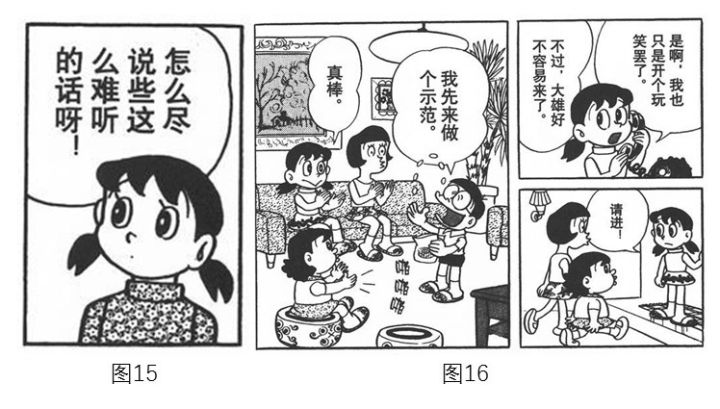 怎么尽
说些这
么难听
的话呀！
图15
是啊，我也
只是开个玩
笑罢了。
不过，大雄好
不容易来了。
请进！
我先来做
个示范。
真棒。
图16